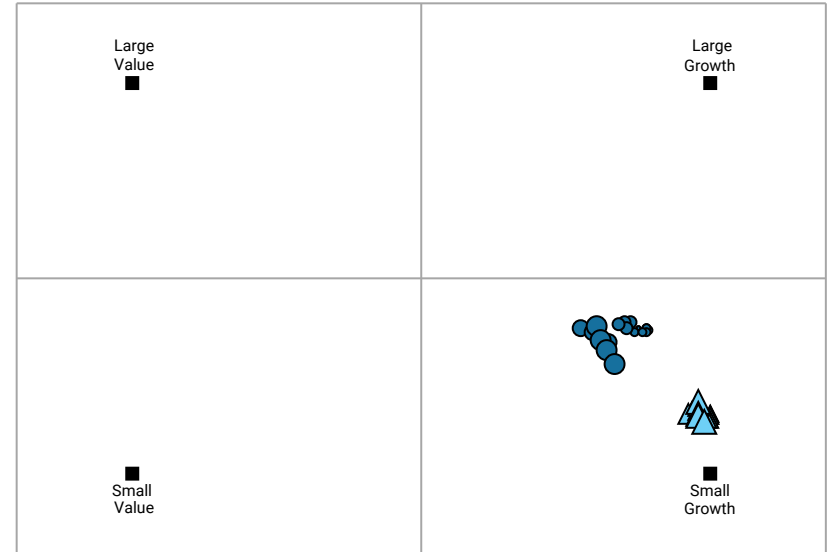 Large
Value
Large
Growth
Small
Value
Small
Growth